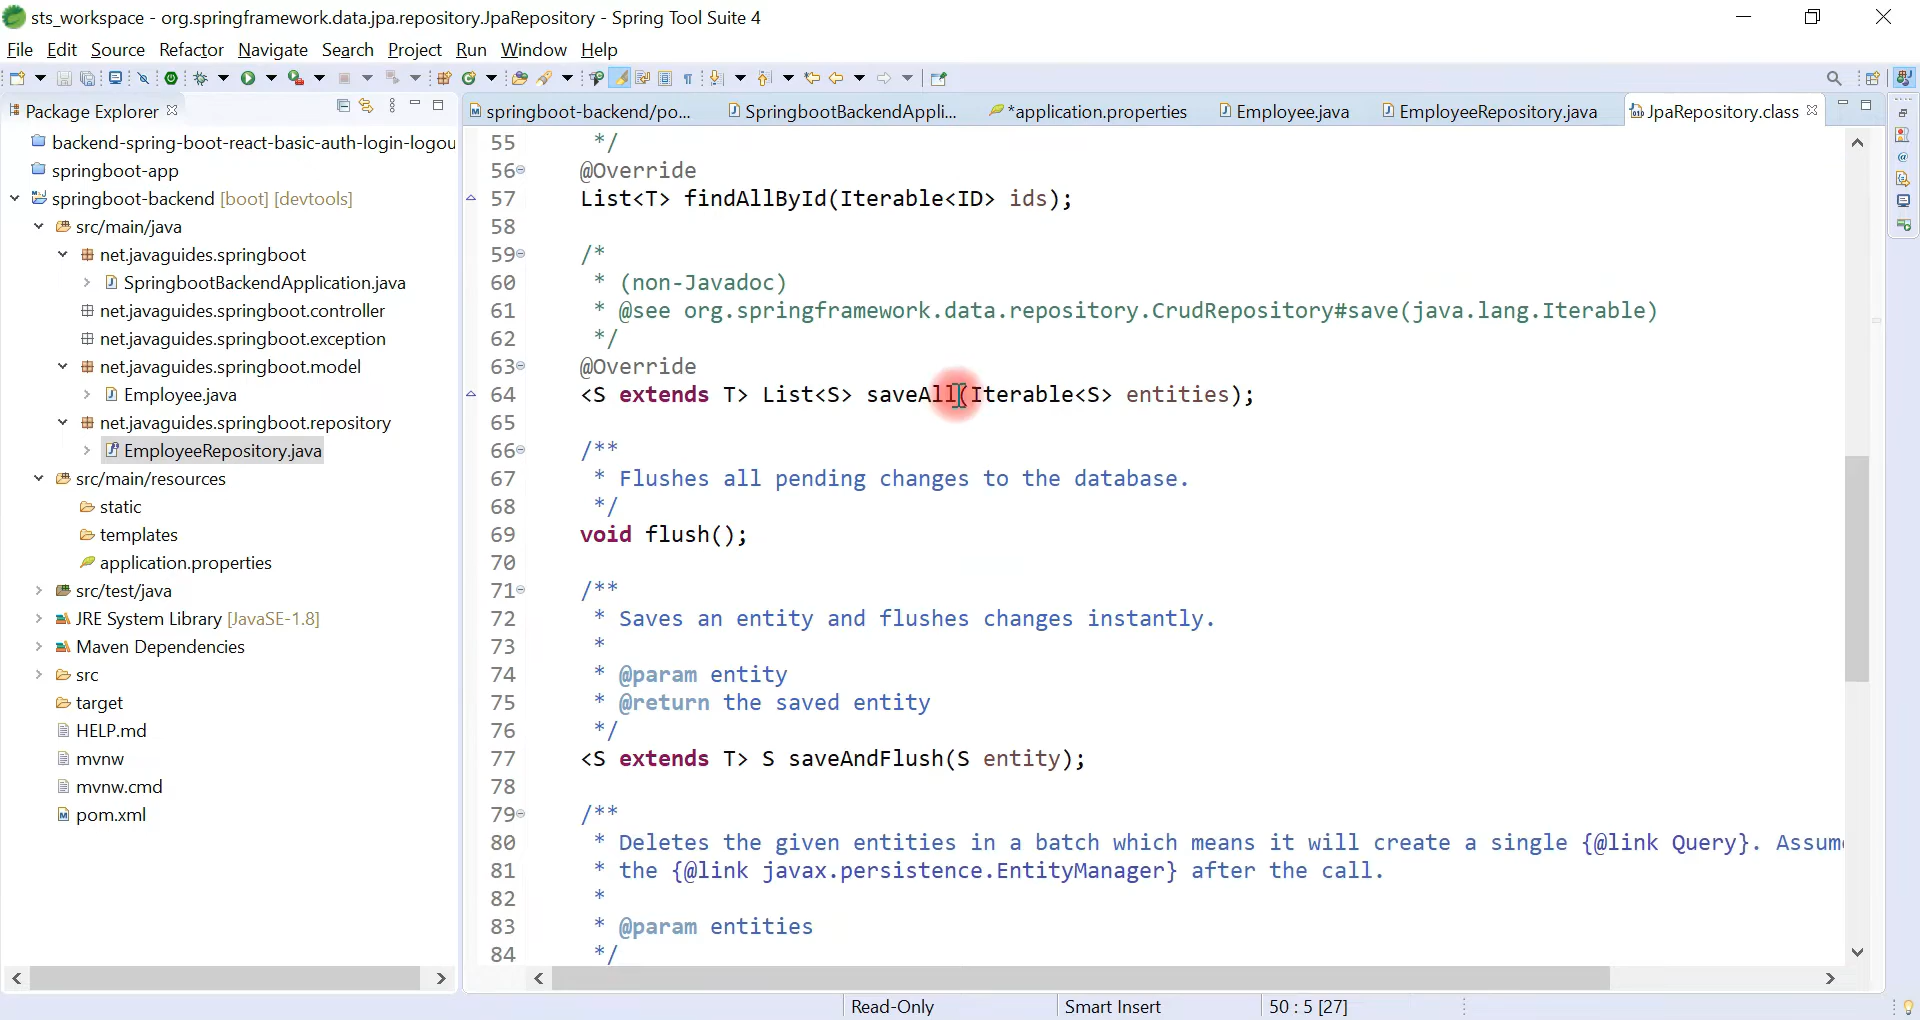 sts_workspace - org.springframework.data.jpa.repository.JpaRepository - Spring Tool Suite 4
File Edit Source Refactor Navigate Search Project Run Window Help
Package Explorer
backend-spring-boot-react-basic-auth-login-logou
springboot-app
springboot-backend [boot] [devtools]
src/main/java
net.javaguides.springboot
SpringbootBackendApplication.java
net.javaguides.springboot.controller
net.javaguides.springboot.exception
net.javaguides.springboot.model
Employee.java
net.javaguides.springboot.repository
EmployeeRepository.java
src/main/resources
static
templates
application.properties
src/test/java
JRE System Library [JavaSE-1.8]
Maven Dependencies
src
target
HELP.md
mvnw
mvnw.cmd
pom.xml
springboot-backend/po... SpringbootBackendAppli... *application.properties Employee.java EmployeeRepository.java JpaRepository.class
55 */
56 @Override
57 List<T> findAllById(Iterable<ID> ids);
58
59 /*
60 * (non-Javadoc)
61 * @see org.springframework.data.repository.CrudRepository#save(java.lang.Iterable)
62 */
63 @Override
64 <S extends T> List<S> saveAll(Iterable<S> entities);
65
66 /**
67 * Flushes all pending changes to the database.
68 */
69 void flush();
70
71 /**
72 * Saves an entity and flushes changes instantly.
73 *
74 * @param entity
75 * @return the saved entity
76 */
77 <S extends T> S saveAndFlush(S entity);
78
79 /**
80 * Deletes the given entities in a batch which means it will create a single {@link Query}. Assum
81 * the {@link javax.persistence.EntityManager} after the call.
82 *
83 * @param entities
84 */
Read-Only Smart Insert 50 : 5 [27]